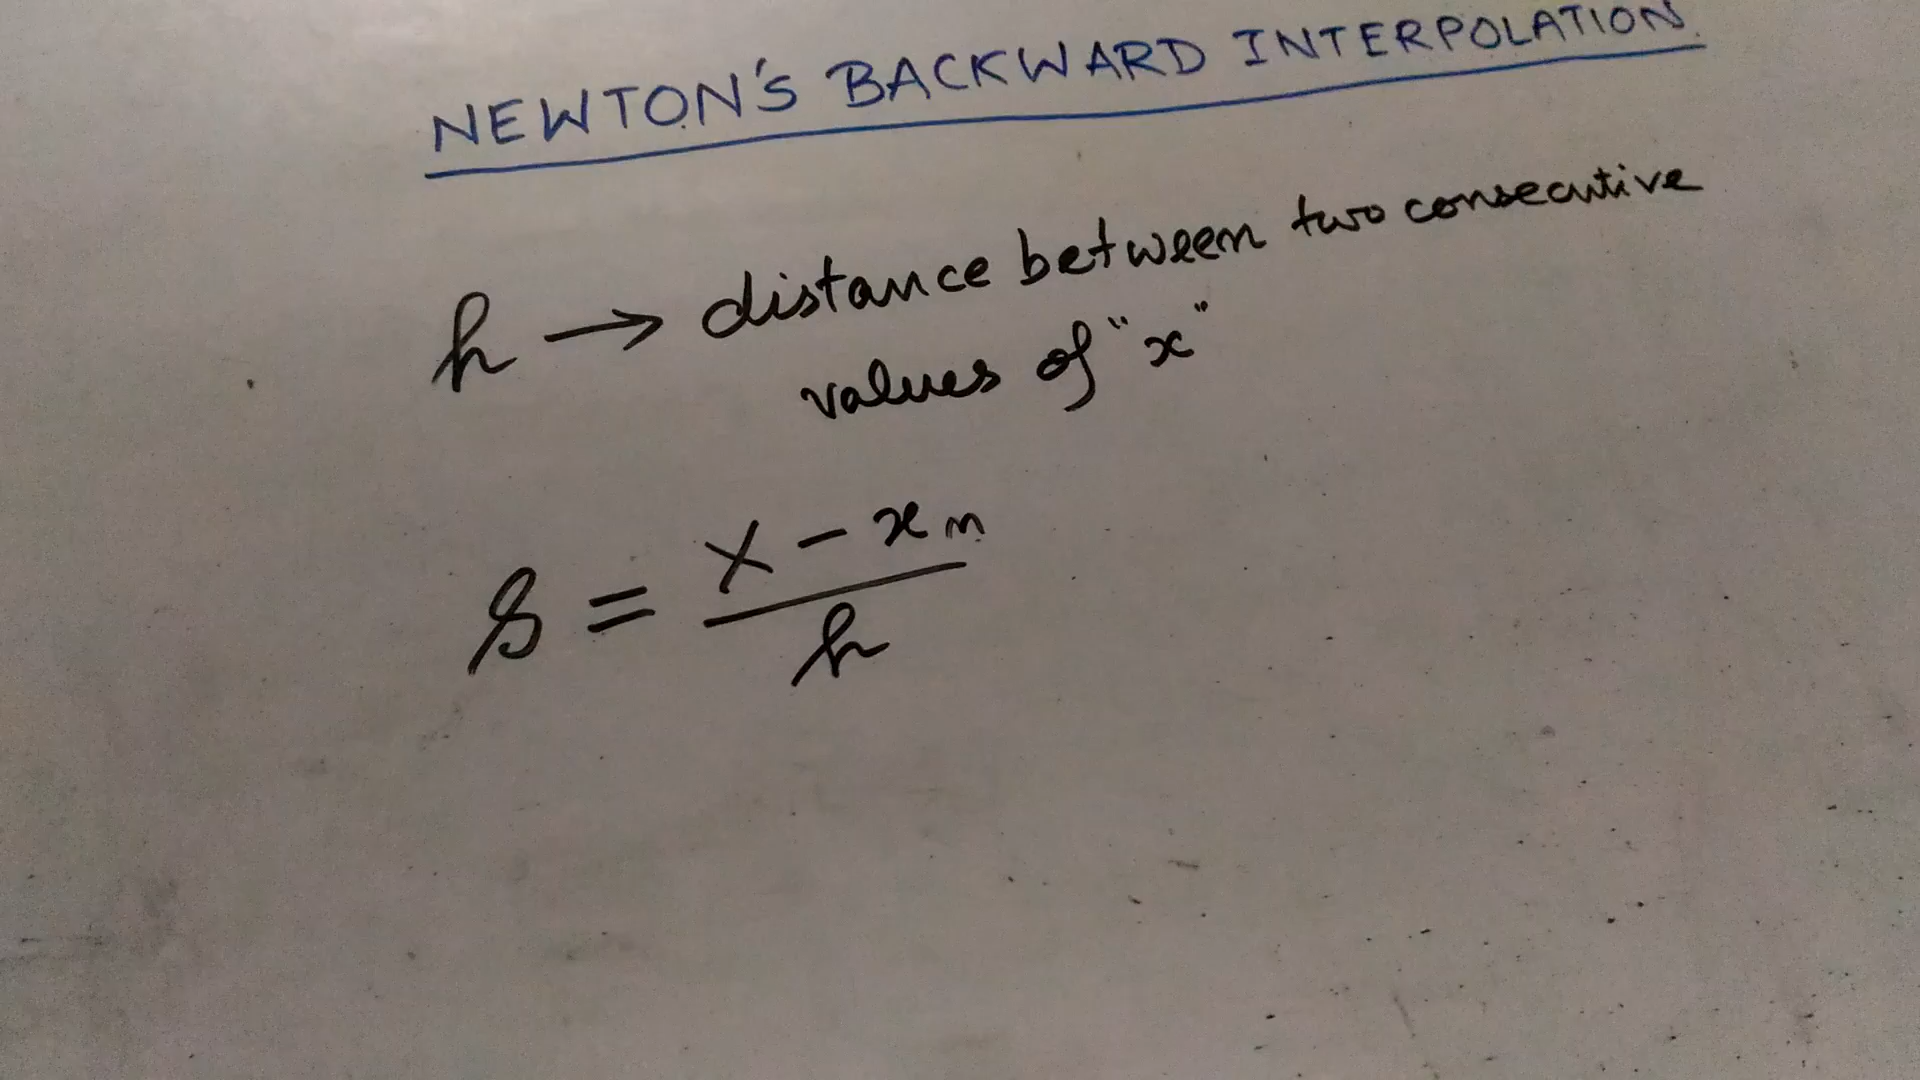 NEWTON'S BACKWARD INTERPOLATION
h → distance between two consecutive
values of "x"
s = (x - xn) / h